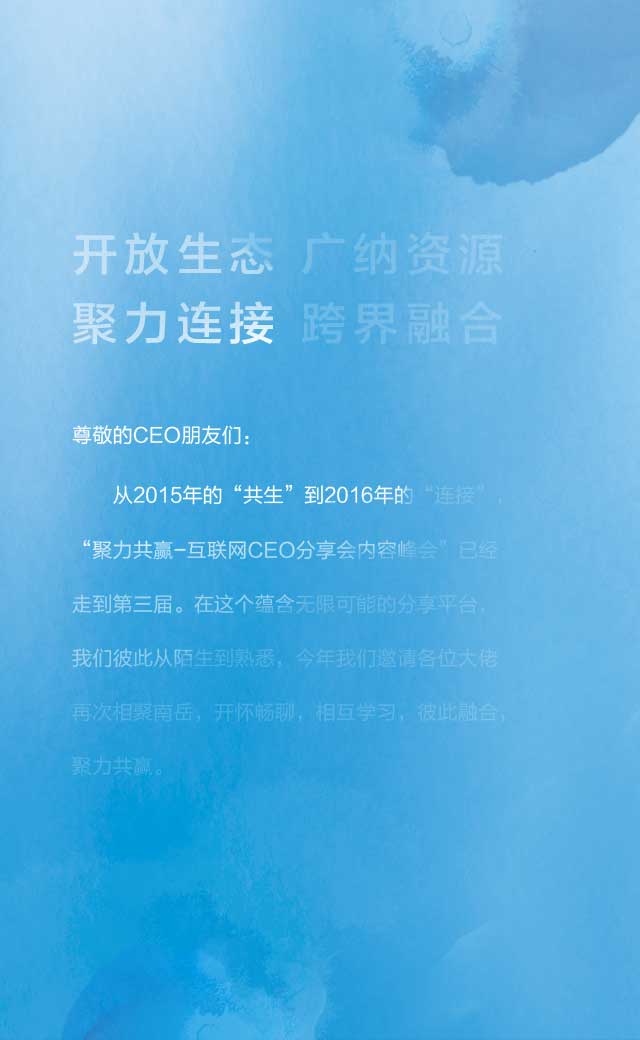 开放生态 广纳资源
聚力连接 跨界融合
尊敬的CEO朋友们：
从2015年的“共生”到2016年的“连接”，
“聚力共赢-互联网CEO分享会内容峰会”已经
走到第三届。在这个蕴含无限可能的分享平台，
我们彼此从陌生到熟悉，今年我们邀请各位大佬
再次相聚南岳，开怀畅聊，相互学习，彼此融合，
聚力共赢。